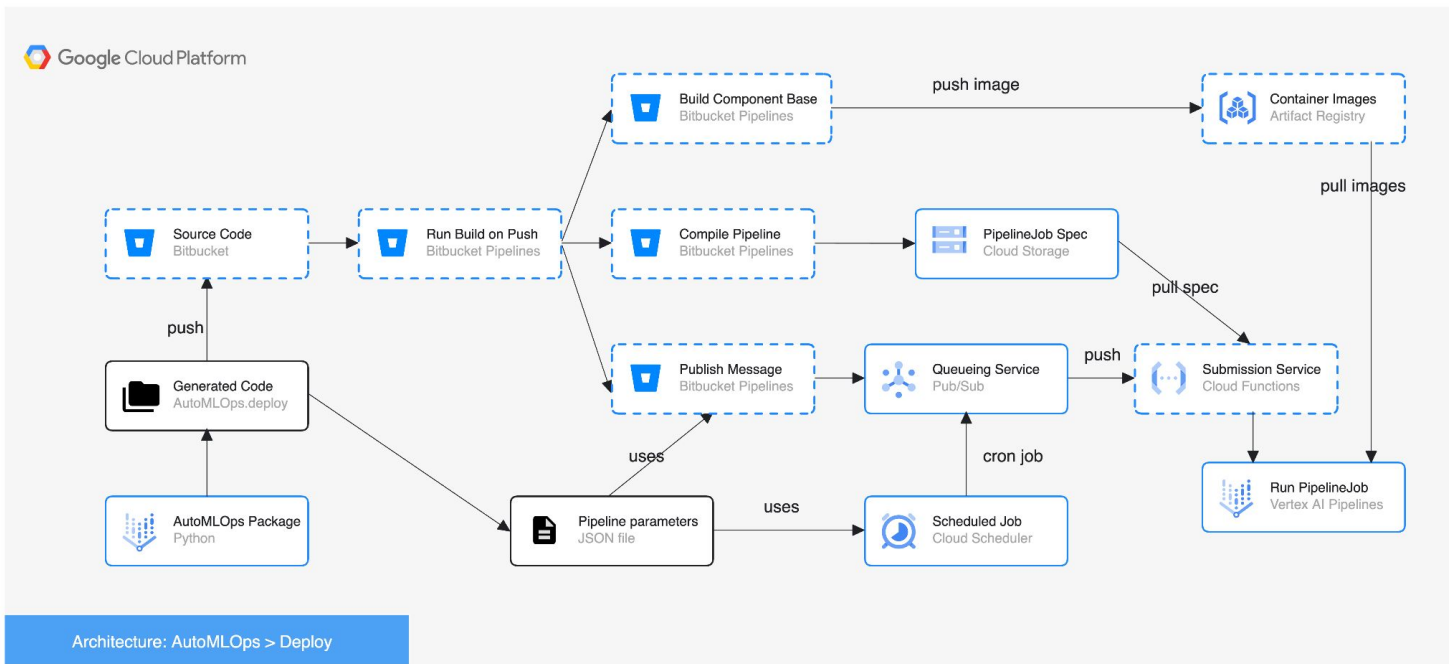 Google Cloud Platform
Build Component Base
Bitbucket Pipelines
push image
Container Images
Artifact Registry
pull images
Source Code
Bitbucket
Run Build on Push
Bitbucket Pipelines
Compile Pipeline
Bitbucket Pipelines
PipelineJob Spec
Cloud Storage
pull spec
push
Generated Code
AutoMLOps.deploy
Publish Message
Bitbucket Pipelines
Queueing Service
Pub/Sub
push
Submission Service
Cloud Functions
uses
cron job
AutoMLOps Package
Python
Pipeline parameters
JSON file
uses
Scheduled Job
Cloud Scheduler
Run PipelineJob
Vertex AI Pipelines
Architecture: AutoMLOps > Deploy